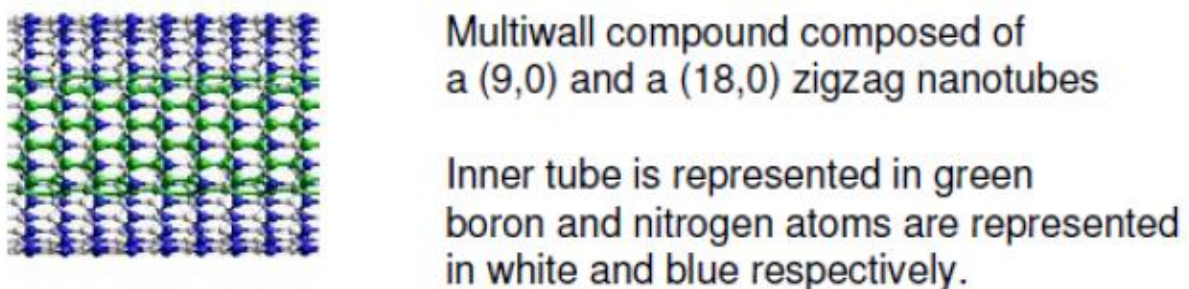 Multiwall compound composed of
a (9,0) and a (18,0) zigzag nanotubes
Inner tube is represented in green
boron and nitrogen atoms are represented
in white and blue respectively.